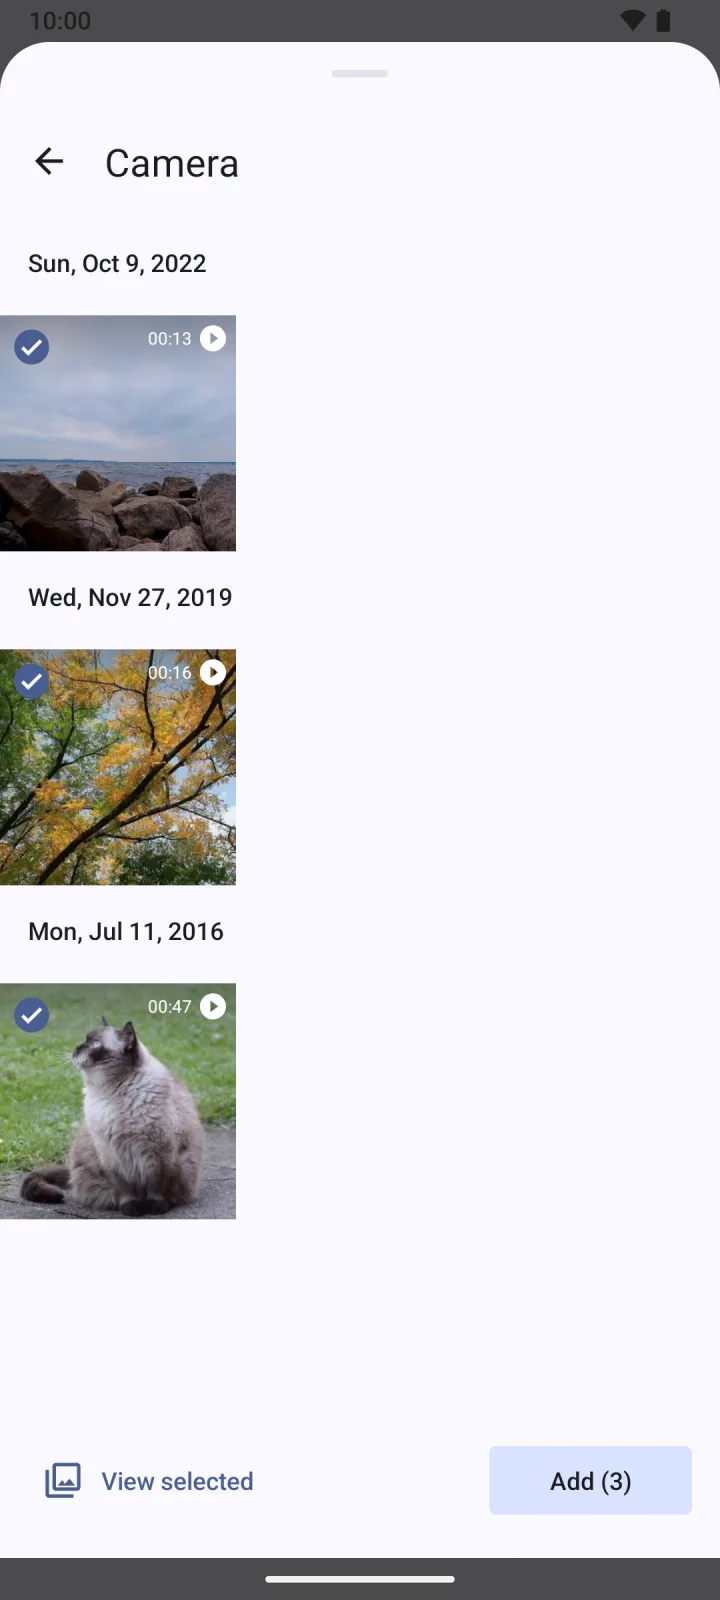 10:00
Camera
Sun, Oct 9, 2022
00:13
Wed, Nov 27, 2019
00:16
Mon, Jul 11, 2016
00:47
View selected
Add (3)